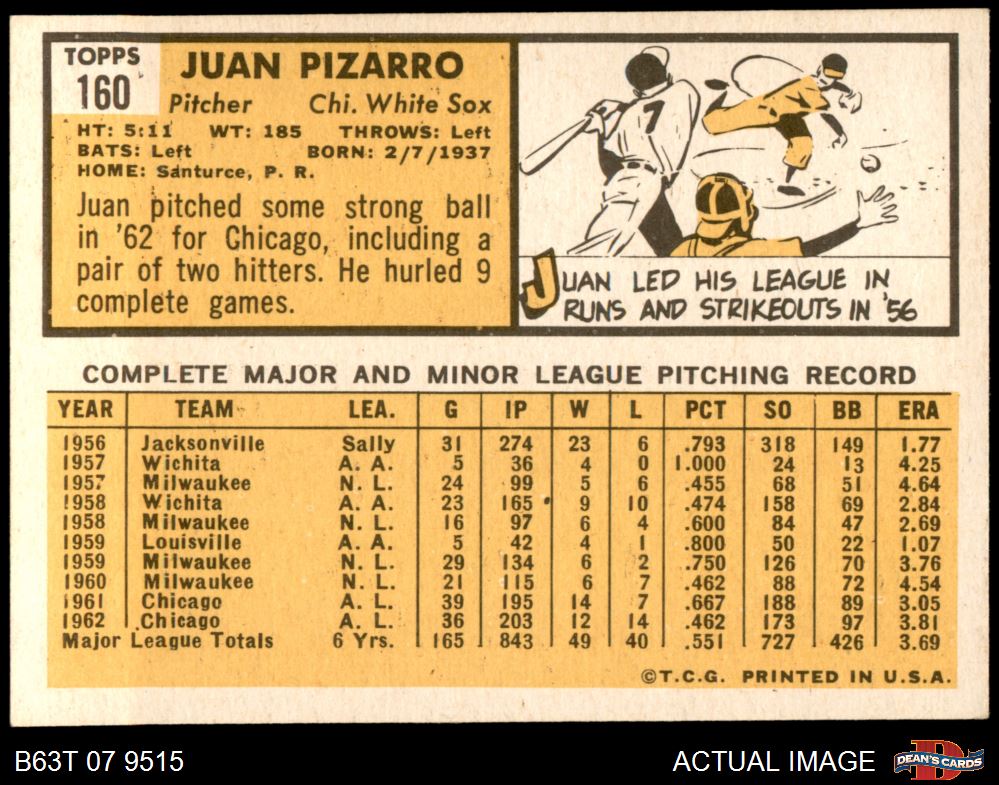 TOPPS
160
JUAN PIZARRO
Pitcher Chi. White Sox
HT: 5:11 WT: 185 THROWS: Left
BATS: Left BORN: 2/7/1937
HOME: Santurce, P. R.
Juan pitched some strong ball
in '62 for Chicago, including a
pair of two hitters. He hurled 9
complete games.
7
JUAN LED HIS LEAGUE IN
RUNS AND STRIKEOUTS IN '56
COMPLETE MAJOR AND MINOR LEAGUE PITCHING RECORD
YEAR TEAM LEA. G IP W L PCT SO BB ERA
1956 Jacksonville Sally 31 274 23 6 .793 318 149 1.77
1957 Wichita A. A. 5 36 4 0 1.000 24 13 4.25
1957 Milwaukee N. L. 24 99 5 6 .455 68 51 4.64
1958 Wichita A. A. 23 165 9 10 .474 158 69 2.84
1958 Milwaukee N. L. 16 97 6 4 .600 84 47 2.69
1959 Louisville A. A. 5 42 4 1 .800 50 22 1.07
1959 Milwaukee N. L. 29 134 6 2 .750 126 70 3.76
1960 Milwaukee N. L. 21 115 6 7 .462 88 72 4.54
1961 Chicago A. L. 39 195 14 7 .667 188 89 3.05
1962 Chicago A. L. 36 203 12 14 .462 173 97 3.81
Major League Totals 6 Yrs. 165 843 49 40 .551 727 426 3.69
©T.C.G. PRINTED IN U.S.A.
B63T 07 9515 ACTUAL IMAGE
DEAN'S CARDS